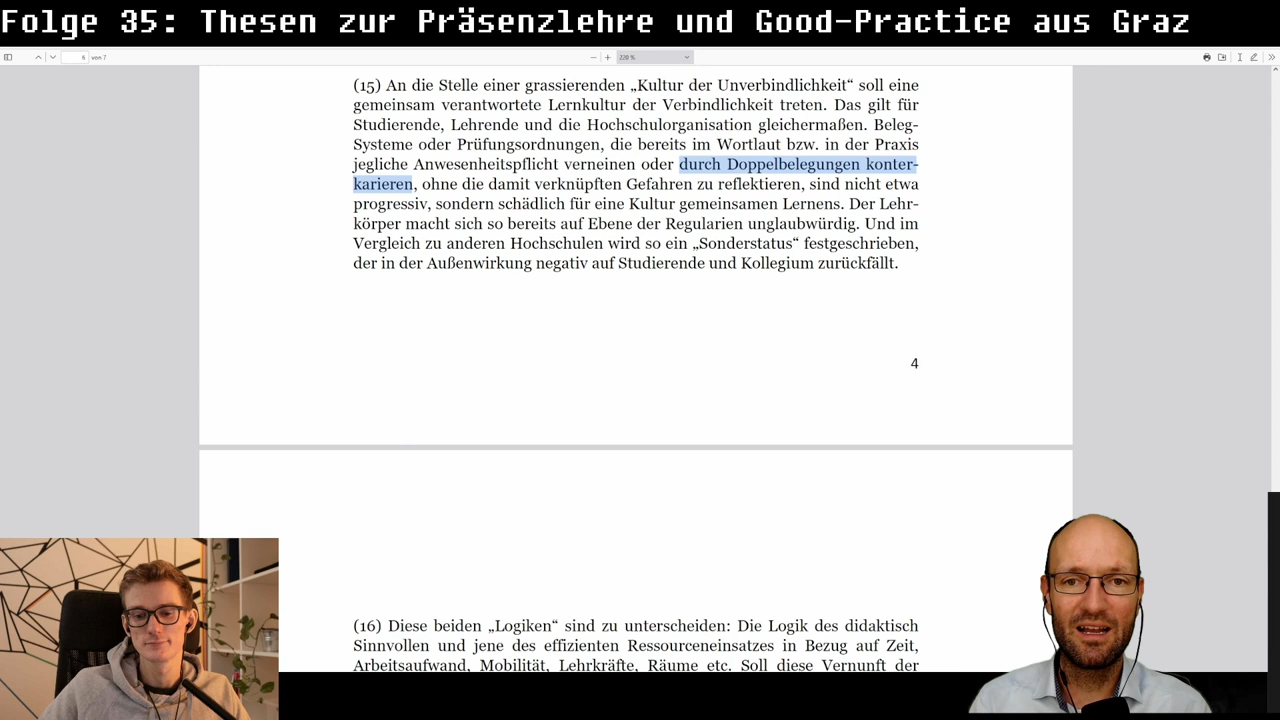 Folge 35: Thesen zur Präsenzlehre und Good-Practice aus Graz
6 von 7
220 %
(15) An die Stelle einer grassierenden „Kultur der Unverbindlichkeit“ soll eine
gemeinsam verantwortete Lernkultur der Verbindlichkeit treten. Das gilt für
Studierende, Lehrende und die Hochschulorganisation gleichermaßen. Beleg-
Systeme oder Prüfungsordnungen, die bereits im Wortlaut bzw. in der Praxis
jegliche Anwesenheitspflicht verneinen oder durch Doppelbelegungen konter-
karieren, ohne die damit verknüpften Gefahren zu reflektieren, sind nicht etwa
progressiv, sondern schädlich für eine Kultur gemeinsamen Lernens. Der Lehr-
körper macht sich so bereits auf Ebene der Regularien unglaubwürdig. Und im
Vergleich zu anderen Hochschulen wird so ein „Sonderstatus“ festgeschrieben,
der in der Außenwirkung negativ auf Studierende und Kollegium zurückfällt.
4
(16) Diese beiden „Logiken“ sind zu unterscheiden: Die Logik des didaktisch
Sinnvollen und jene des effizienten Ressourceneinsatzes in Bezug auf Zeit,
Arbeitsaufwand, Mobilität, Lehrkräfte, Räume etc. Soll diese Vernunft der